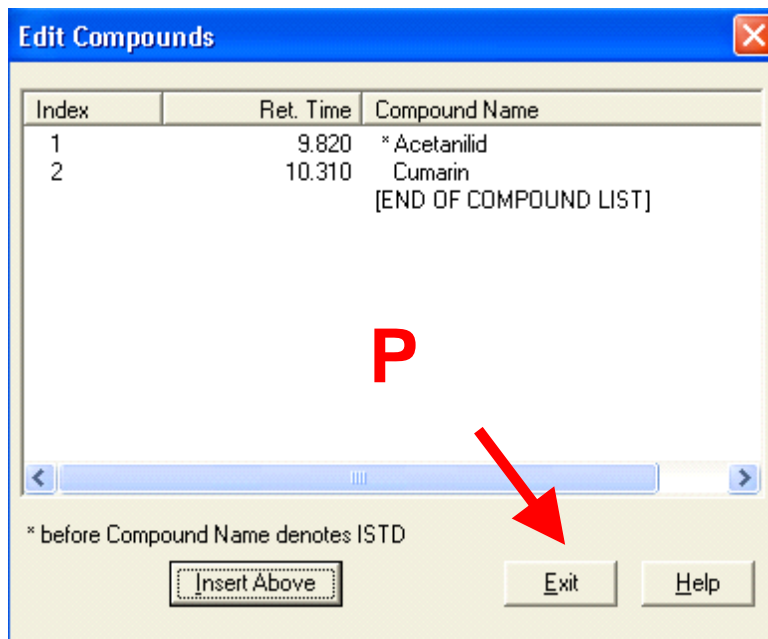 Edit Compounds
Index Ret. Time Compound Name
1 9.820 * Acetanilid
2 10.310 Cumarin
[END OF COMPOUND LIST]
P
* before Compound Name denotes ISTD
Insert Above Exit Help